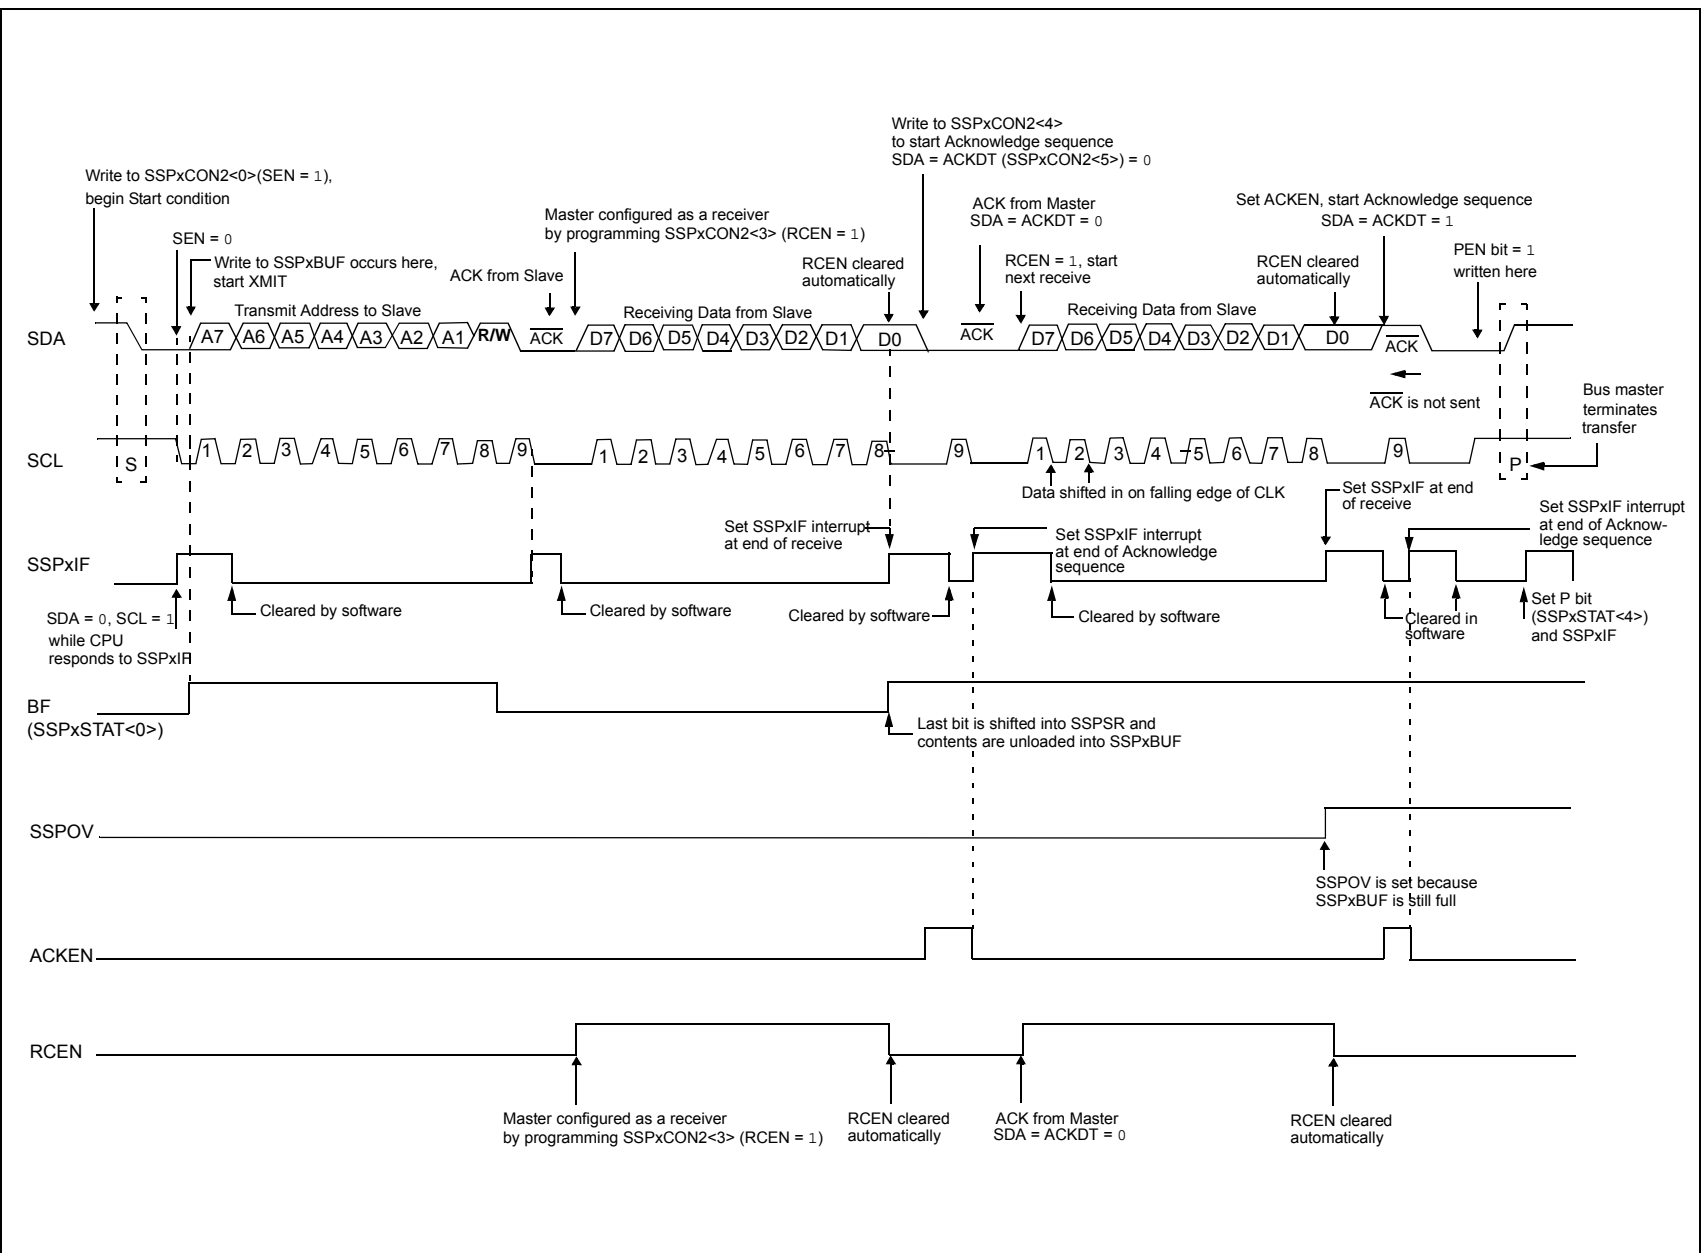 Write to SSPxCON2<4>
to start Acknowledge sequence
SDA = ACKDT (SSPxCON2<5>) = 0
Write to SSPxCON2<0>(SEN = 1),
begin Start condition
ACK from Master
SDA = ACKDT = 0
Set ACKEN, start Acknowledge sequence
SDA = ACKDT = 1
Master configured as a receiver
by programming SSPxCON2<3> (RCEN = 1)
SEN = 0
PEN bit = 1
written here
Write to SSPxBUF occurs here,
start XMIT
ACK from Slave
RCEN cleared
automatically
RCEN = 1, start
next receive
RCEN cleared
automatically
Transmit Address to Slave
Receiving Data from Slave
Receiving Data from Slave
SDA
A7 A6 A5 A4 A3 A2 A1 R/W ACK D7 D6 D5 D4 D3 D2 D1 D0 ACK D7 D6 D5 D4 D3 D2 D1 D0 ACK
ACK is not sent
Bus master
terminates
transfer
SCL
S 1 2 3 4 5 6 7 8 9 1 2 3 4 5 6 7 8 9 1 2 3 4 5 6 7 8 9 P
Data shifted in on falling edge of CLK
Set SSPxIF at end
of receive
Set SSPxIF interrupt
at end of receive
Set SSPxIF interrupt
at end of Acknowledge
sequence
Set SSPxIF interrupt
at end of Acknow-
ledge sequence
SSPxIF
SDA = 0, SCL = 1
while CPU
responds to SSPxIF
Cleared by software
Cleared by software
Cleared by software
Cleared by software
Cleared in
software
Set P bit
(SSPxSTAT<4>)
and SSPxIF
BF
(SSPxSTAT<0>)
Last bit is shifted into SSPSR and
contents are unloaded into SSPxBUF
SSPOV
SSPOV is set because
SSPxBUF is still full
ACKEN
RCEN
Master configured as a receiver
by programming SSPxCON2<3> (RCEN = 1)
RCEN cleared
automatically
ACK from Master
SDA = ACKDT = 0
RCEN cleared
automatically